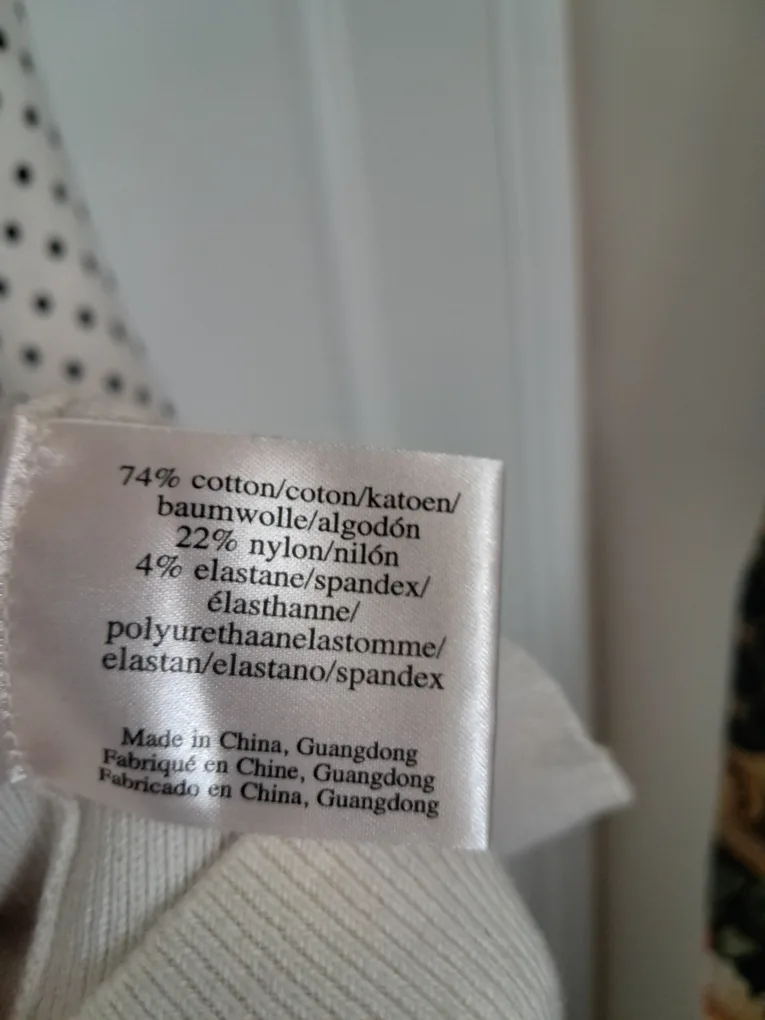 74% cotton/coton/katoen/
baumwolle/algodón
22% nylon/nilón
4% elastane/spandex/
élasthanne/
polyurethaanelastomme/
elastan/elastano/spandex
Made in China, Guangdong
Fabriqué en Chine, Guangdong
Fabricado en China, Guangdong